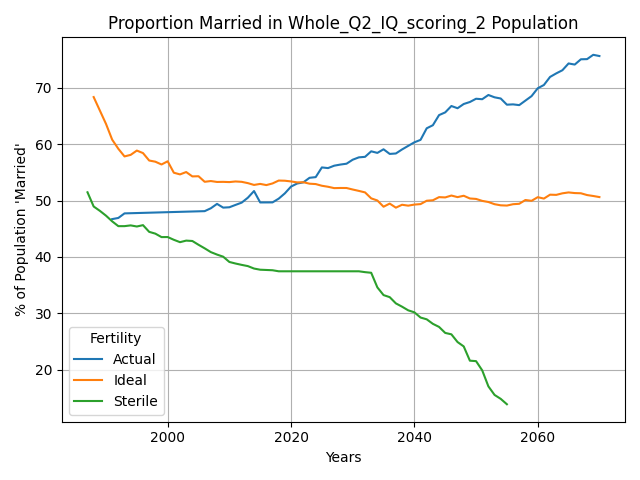 Proportion Married in Whole_Q2_IQ_scoring_2 Population
% of Population 'Married'
70
60
50
40
30
20
Fertility
Actual
Ideal
Sterile
2000 2020 2040 2060
Years